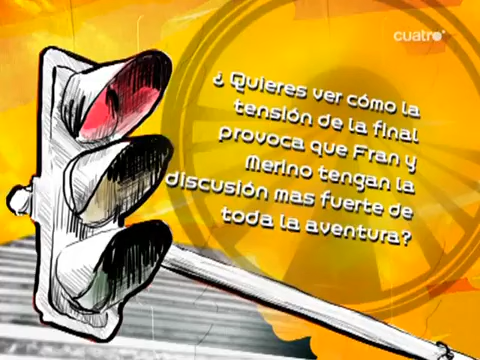 cuatro°
¿ Quieres ver cómo la
tensión de la final
provoca que Fran y
Merino tengan la
discusión mas fuerte de
toda la aventura?